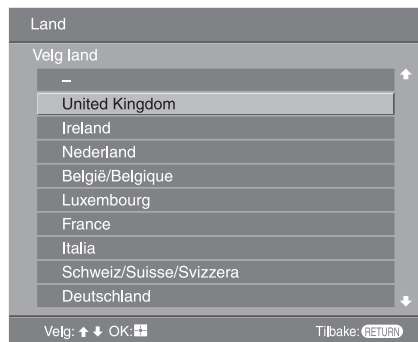 Land
Velg land
–
United Kingdom
Ireland
Nederland
België/Belgique
Luxembourg
France
Italia
Schweiz/Suisse/Svizzera
Deutschland
Velg: OK: Tilbake: RETURN